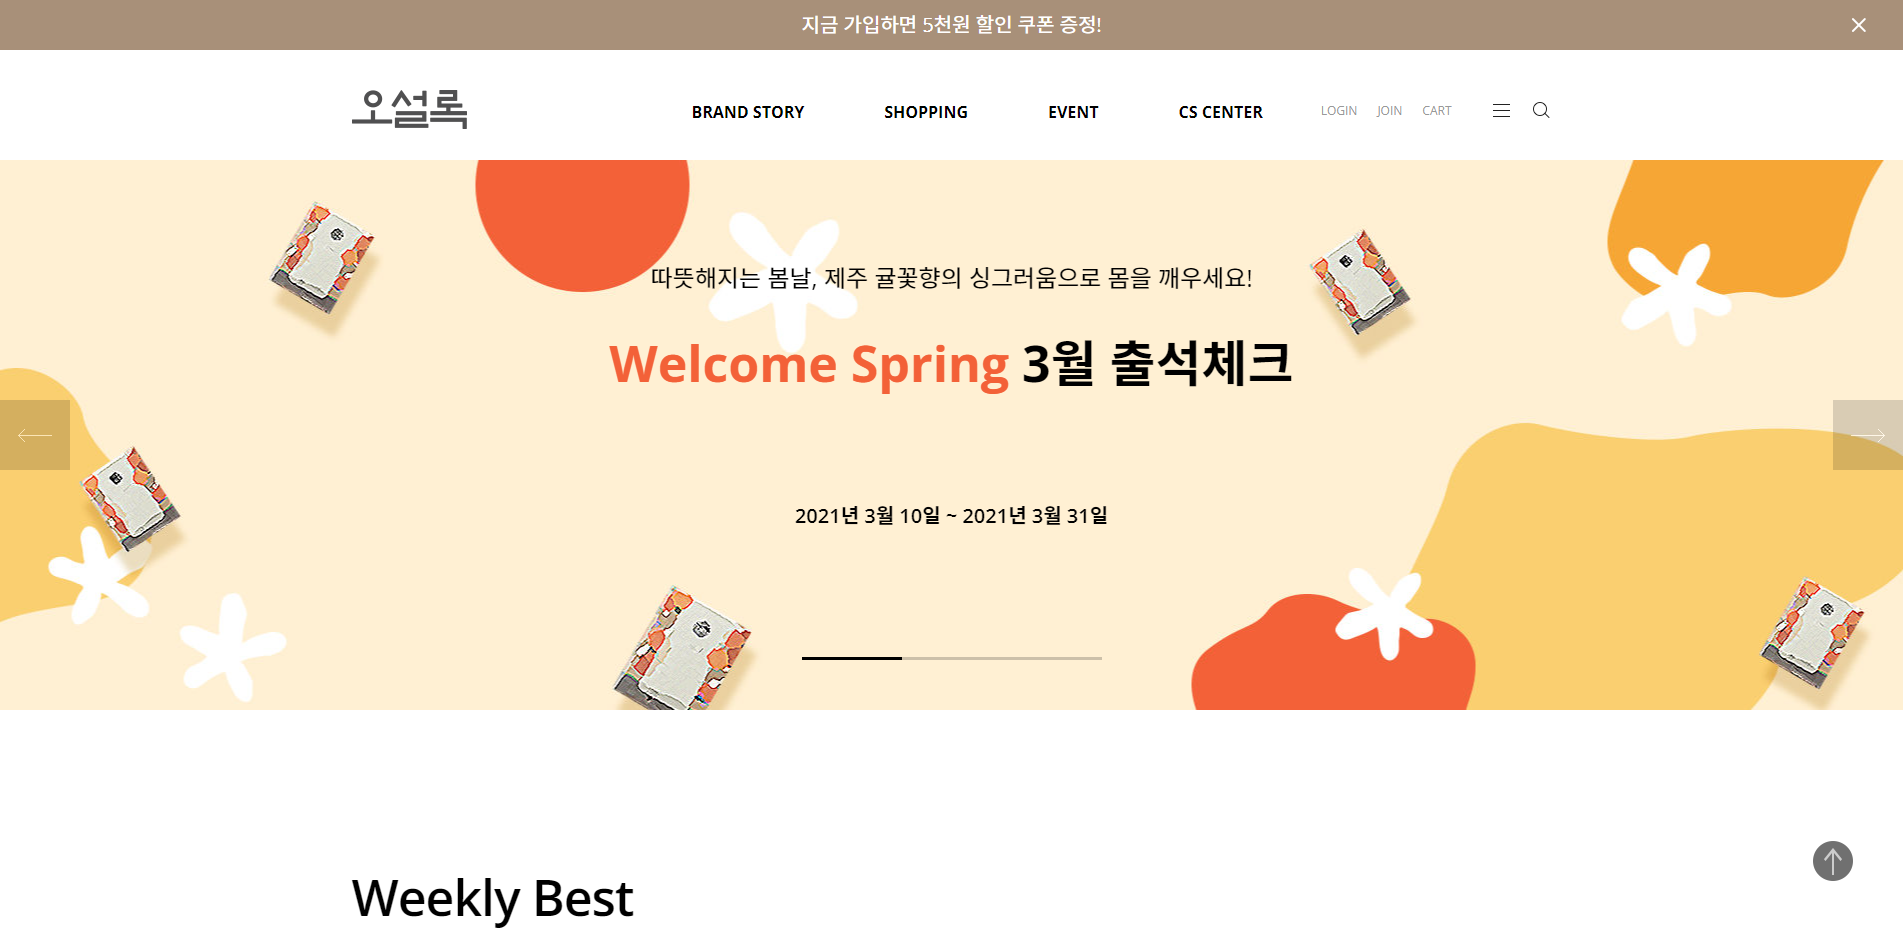 지금 가입하면 5천원 할인 쿠폰 증정!
오설록
BRAND STORY
SHOPPING
EVENT
CS CENTER
LOGIN
JOIN
CART
따뜻해지는 봄날, 제주 귤꽃향의 싱그러움으로 몸을 깨우세요!
Welcome Spring 3월 출석체크
2021년 3월 10일 ~ 2021년 3월 31일
Weekly Best